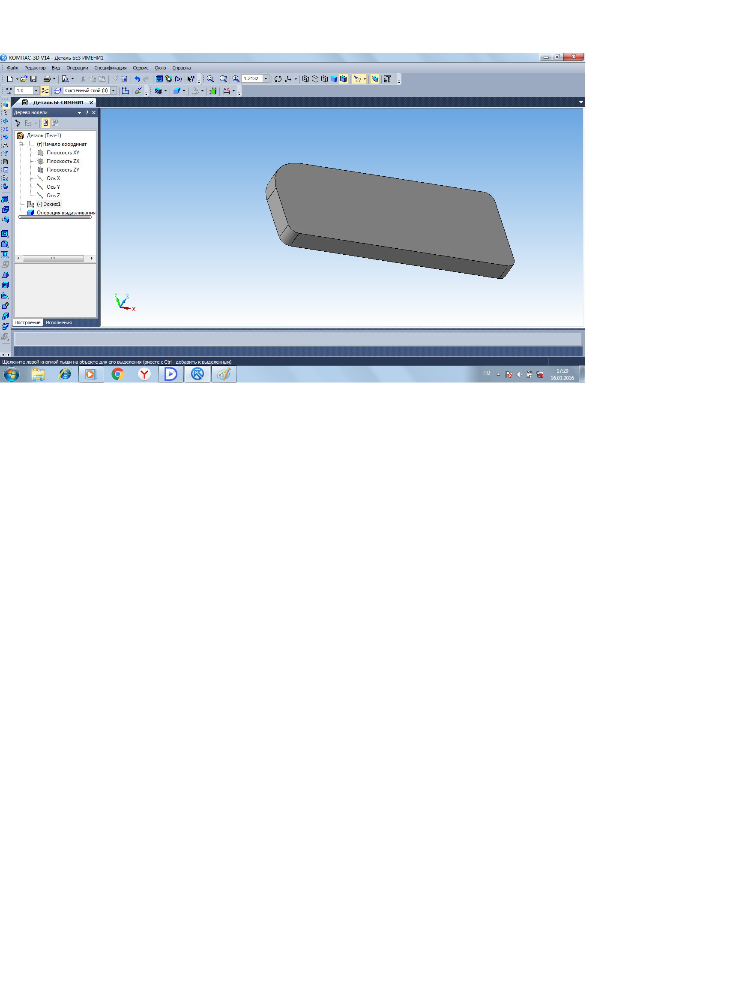 КОМПАС-3D V14 - Деталь БЕЗ ИМЕНИ1
Файл Редактор Вид Операции Спецификация Сервис Окно Справка
f(x) 1.2132
1.0 Системный слой (0)
Деталь БЕЗ ИМЕНИ1
Дерево модели
Деталь (Тел-1)
(т)Начало координат
Плоскость XY
Плоскость ZX
Плоскость ZY
Ось X
Ось Y
Ось Z
(-) Эскиз:1
Операция выдавливания
Y
Z
X
Построение Исполнения
Щелкните левой кнопкой мыши на объекте для его выделения (вместе с Ctrl - добавить к выделенным)
RU
17:29
16.03.2016